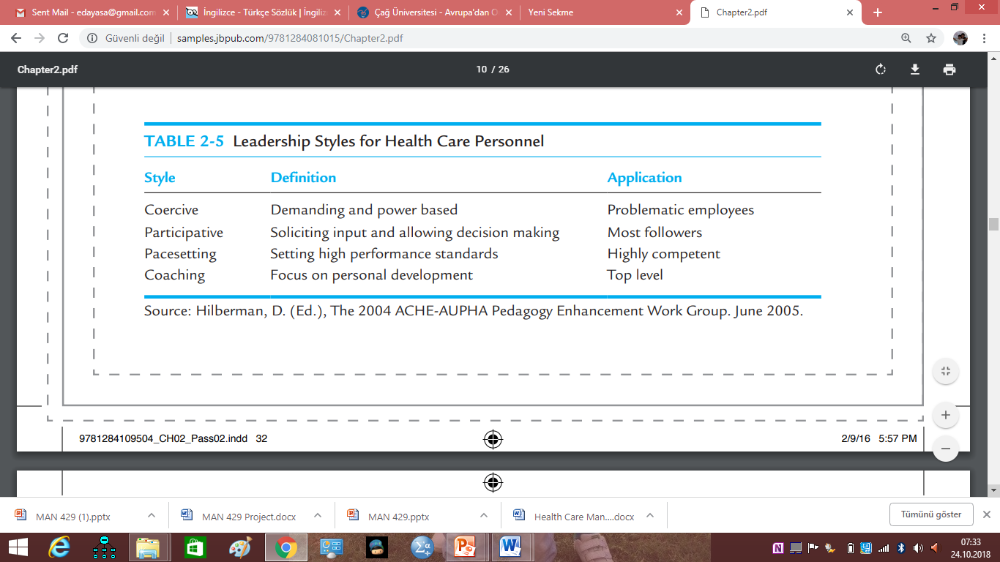 Sent Mail - edayasa@gmail.com
İngilizce - Türkçe Sözlük | İngiliz
Çağ Üniversitesi - Avrupa'dan O
Yeni Sekme
Chapter2.pdf
Güvenli değil | samples.jbpub.com/9781284081015/Chapter2.pdf
Chapter2.pdf 10 / 26
TABLE 2-5 Leadership Styles for Health Care Personnel
Style Definition Application
Coercive Demanding and power based Problematic employees
Participative Soliciting input and allowing decision making Most followers
Pacesetting Setting high performance standards Highly competent
Coaching Focus on personal development Top level
Source: Hilberman, D. (Ed.), The 2004 ACHE-AUPHA Pedagogy Enhancement Work Group. June 2005.
9781284109504_CH02_Pass02.indd 32 2/9/16 5:57 PM
MAN 429 (1).pptx
MAN 429 Project.docx
MAN 429.pptx
Health Care Man....docx
Tümünü göster
07:33
24.10.2018